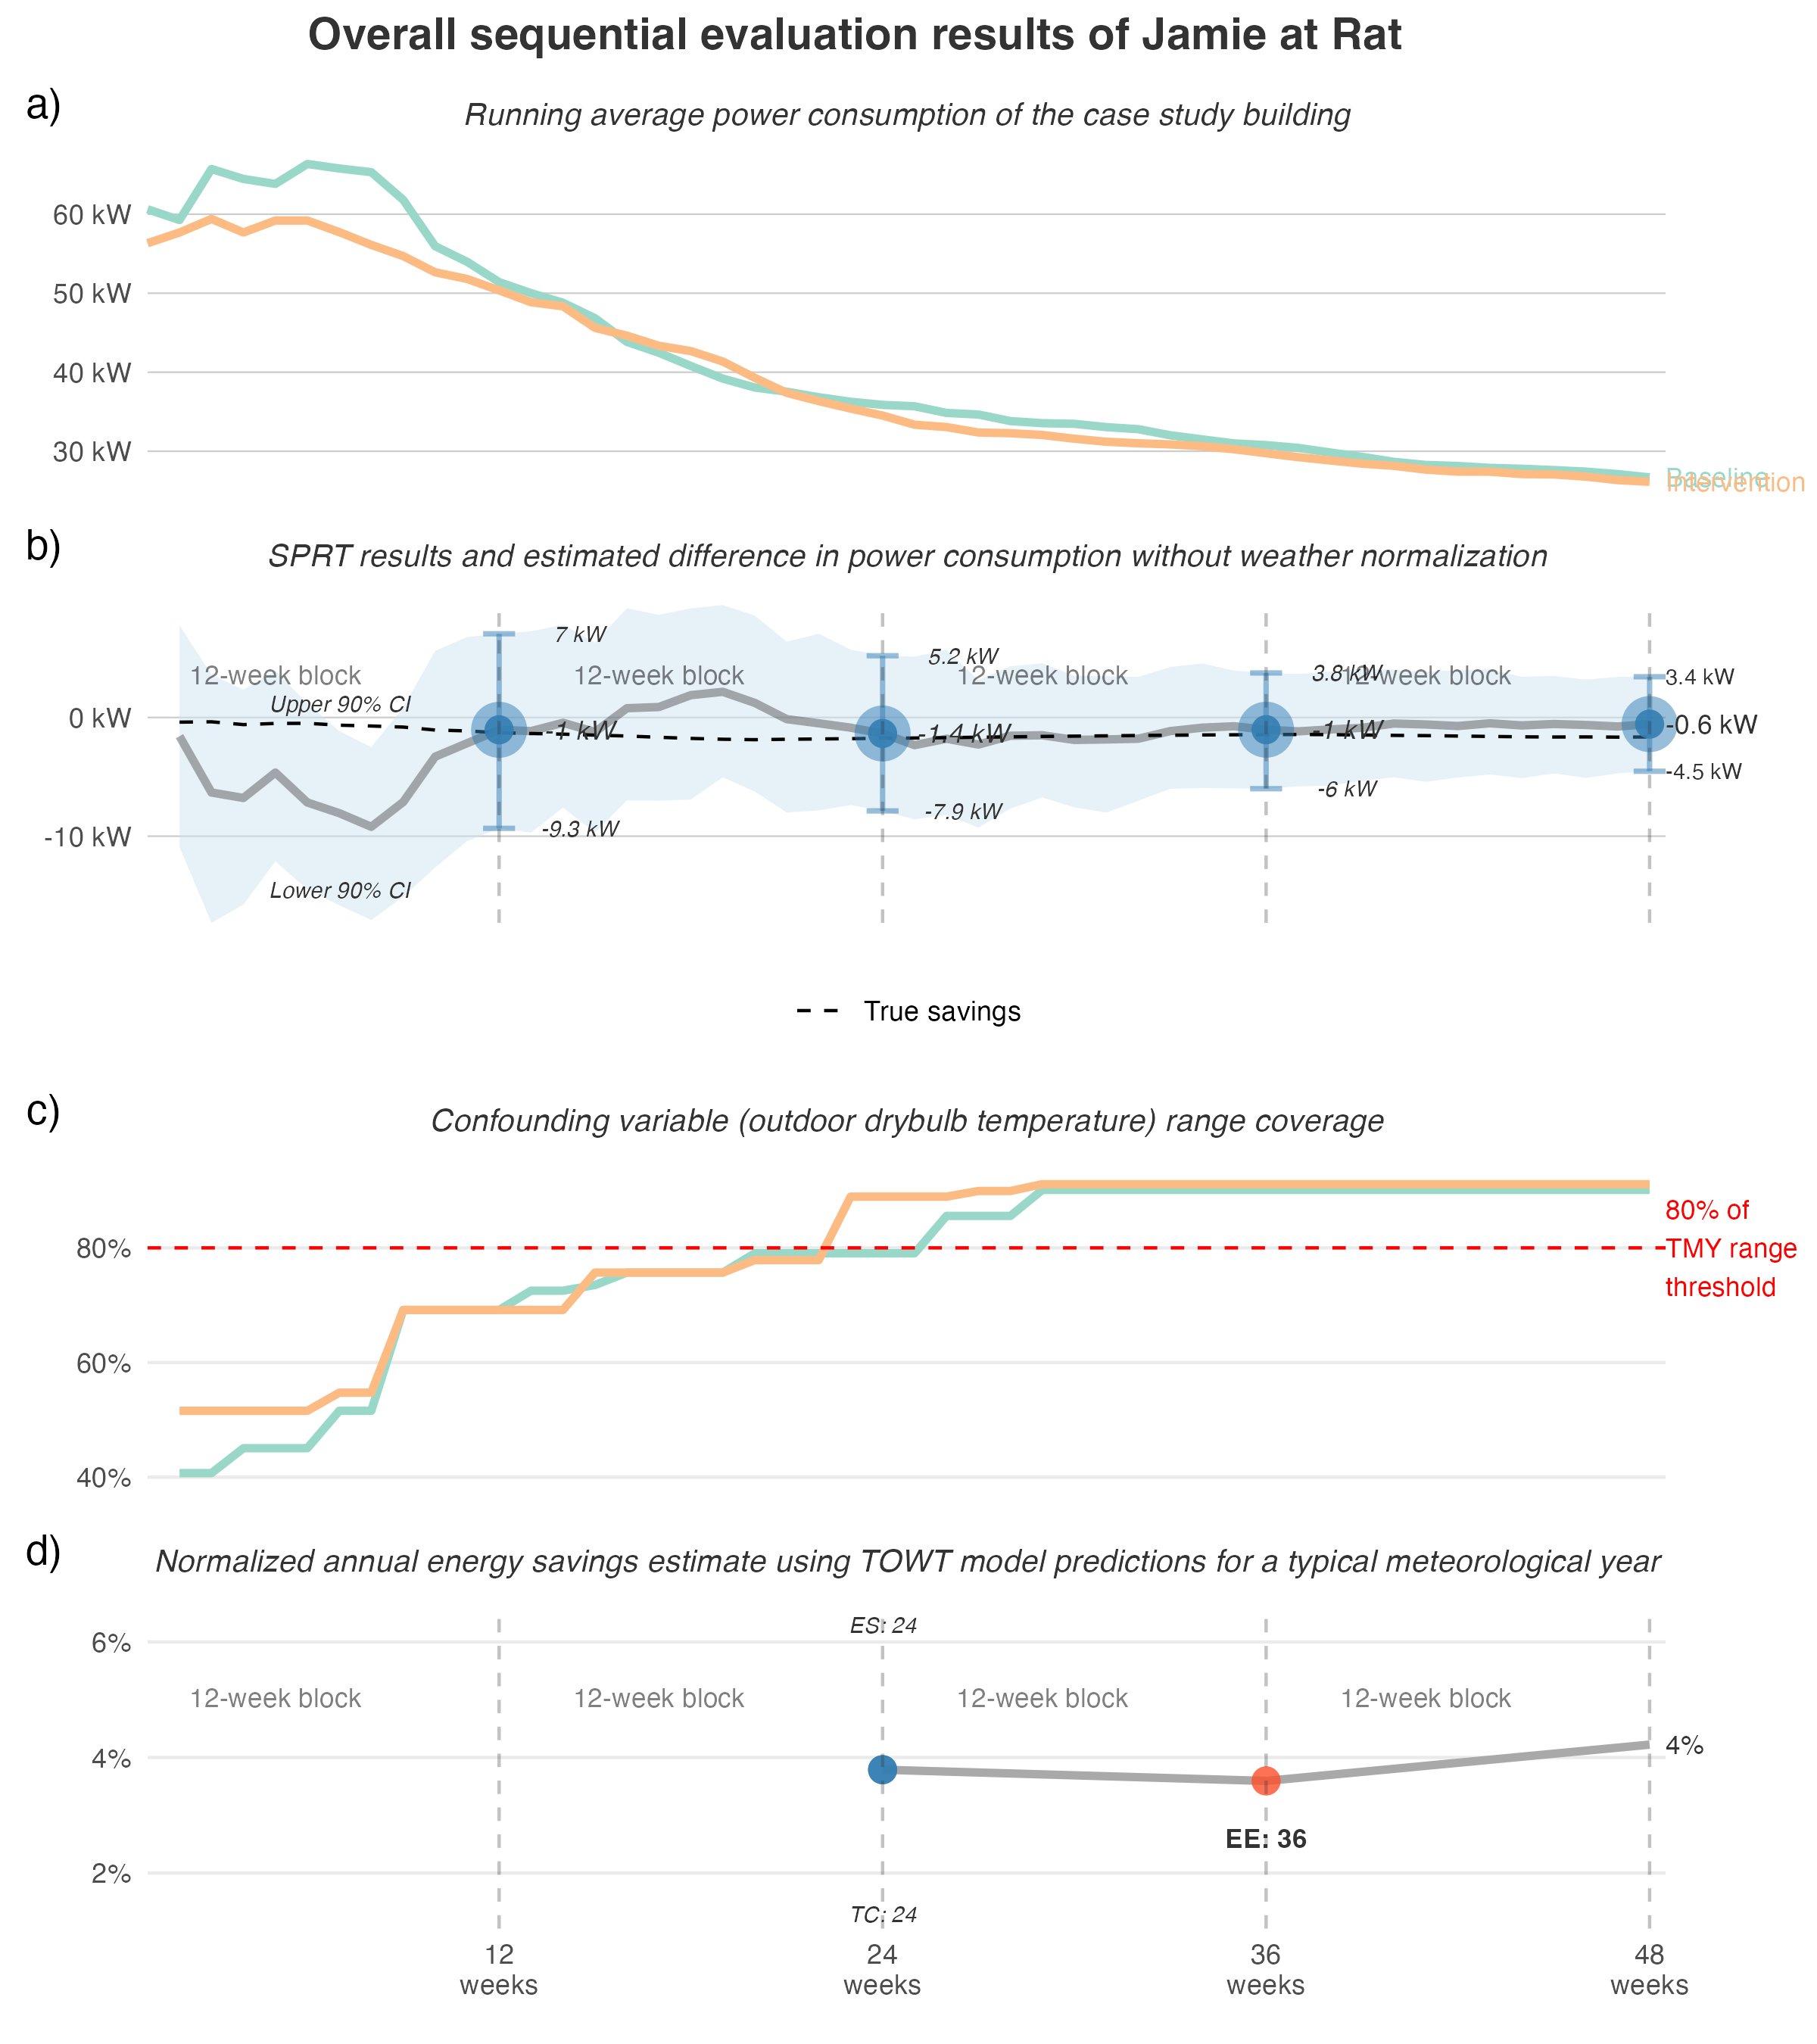 Overall sequential evaluation results of Jamie at Rat
a)
Running average power consumption of the case study building
60 kW
50 kW
40 kW
30 kW
Baseline
Intervention
b)
SPRT results and estimated difference in power consumption without weather normalization
7 kW
5.2 kW
3.8 kW
3.4 kW
12-week block
12-week block
12-week block
12-week block
Upper 90% CI
0 kW
-1 kW
-1.4 kW
-1 kW
-0.6 kW
-4.5 kW
-6 kW
-7.9 kW
-9.3 kW
-10 kW
Lower 90% CI
True savings
c)
Confounding variable (outdoor drybulb temperature) range coverage
80%
60%
40%
80% of
TMY range
threshold
d)
Normalized annual energy savings estimate using TOWT model predictions for a typical meteorological year
ES: 24
6%
12-week block
12-week block
12-week block
12-week block
4%
4%
EE: 36
2%
TC: 24
12
weeks
24
weeks
36
weeks
48
weeks